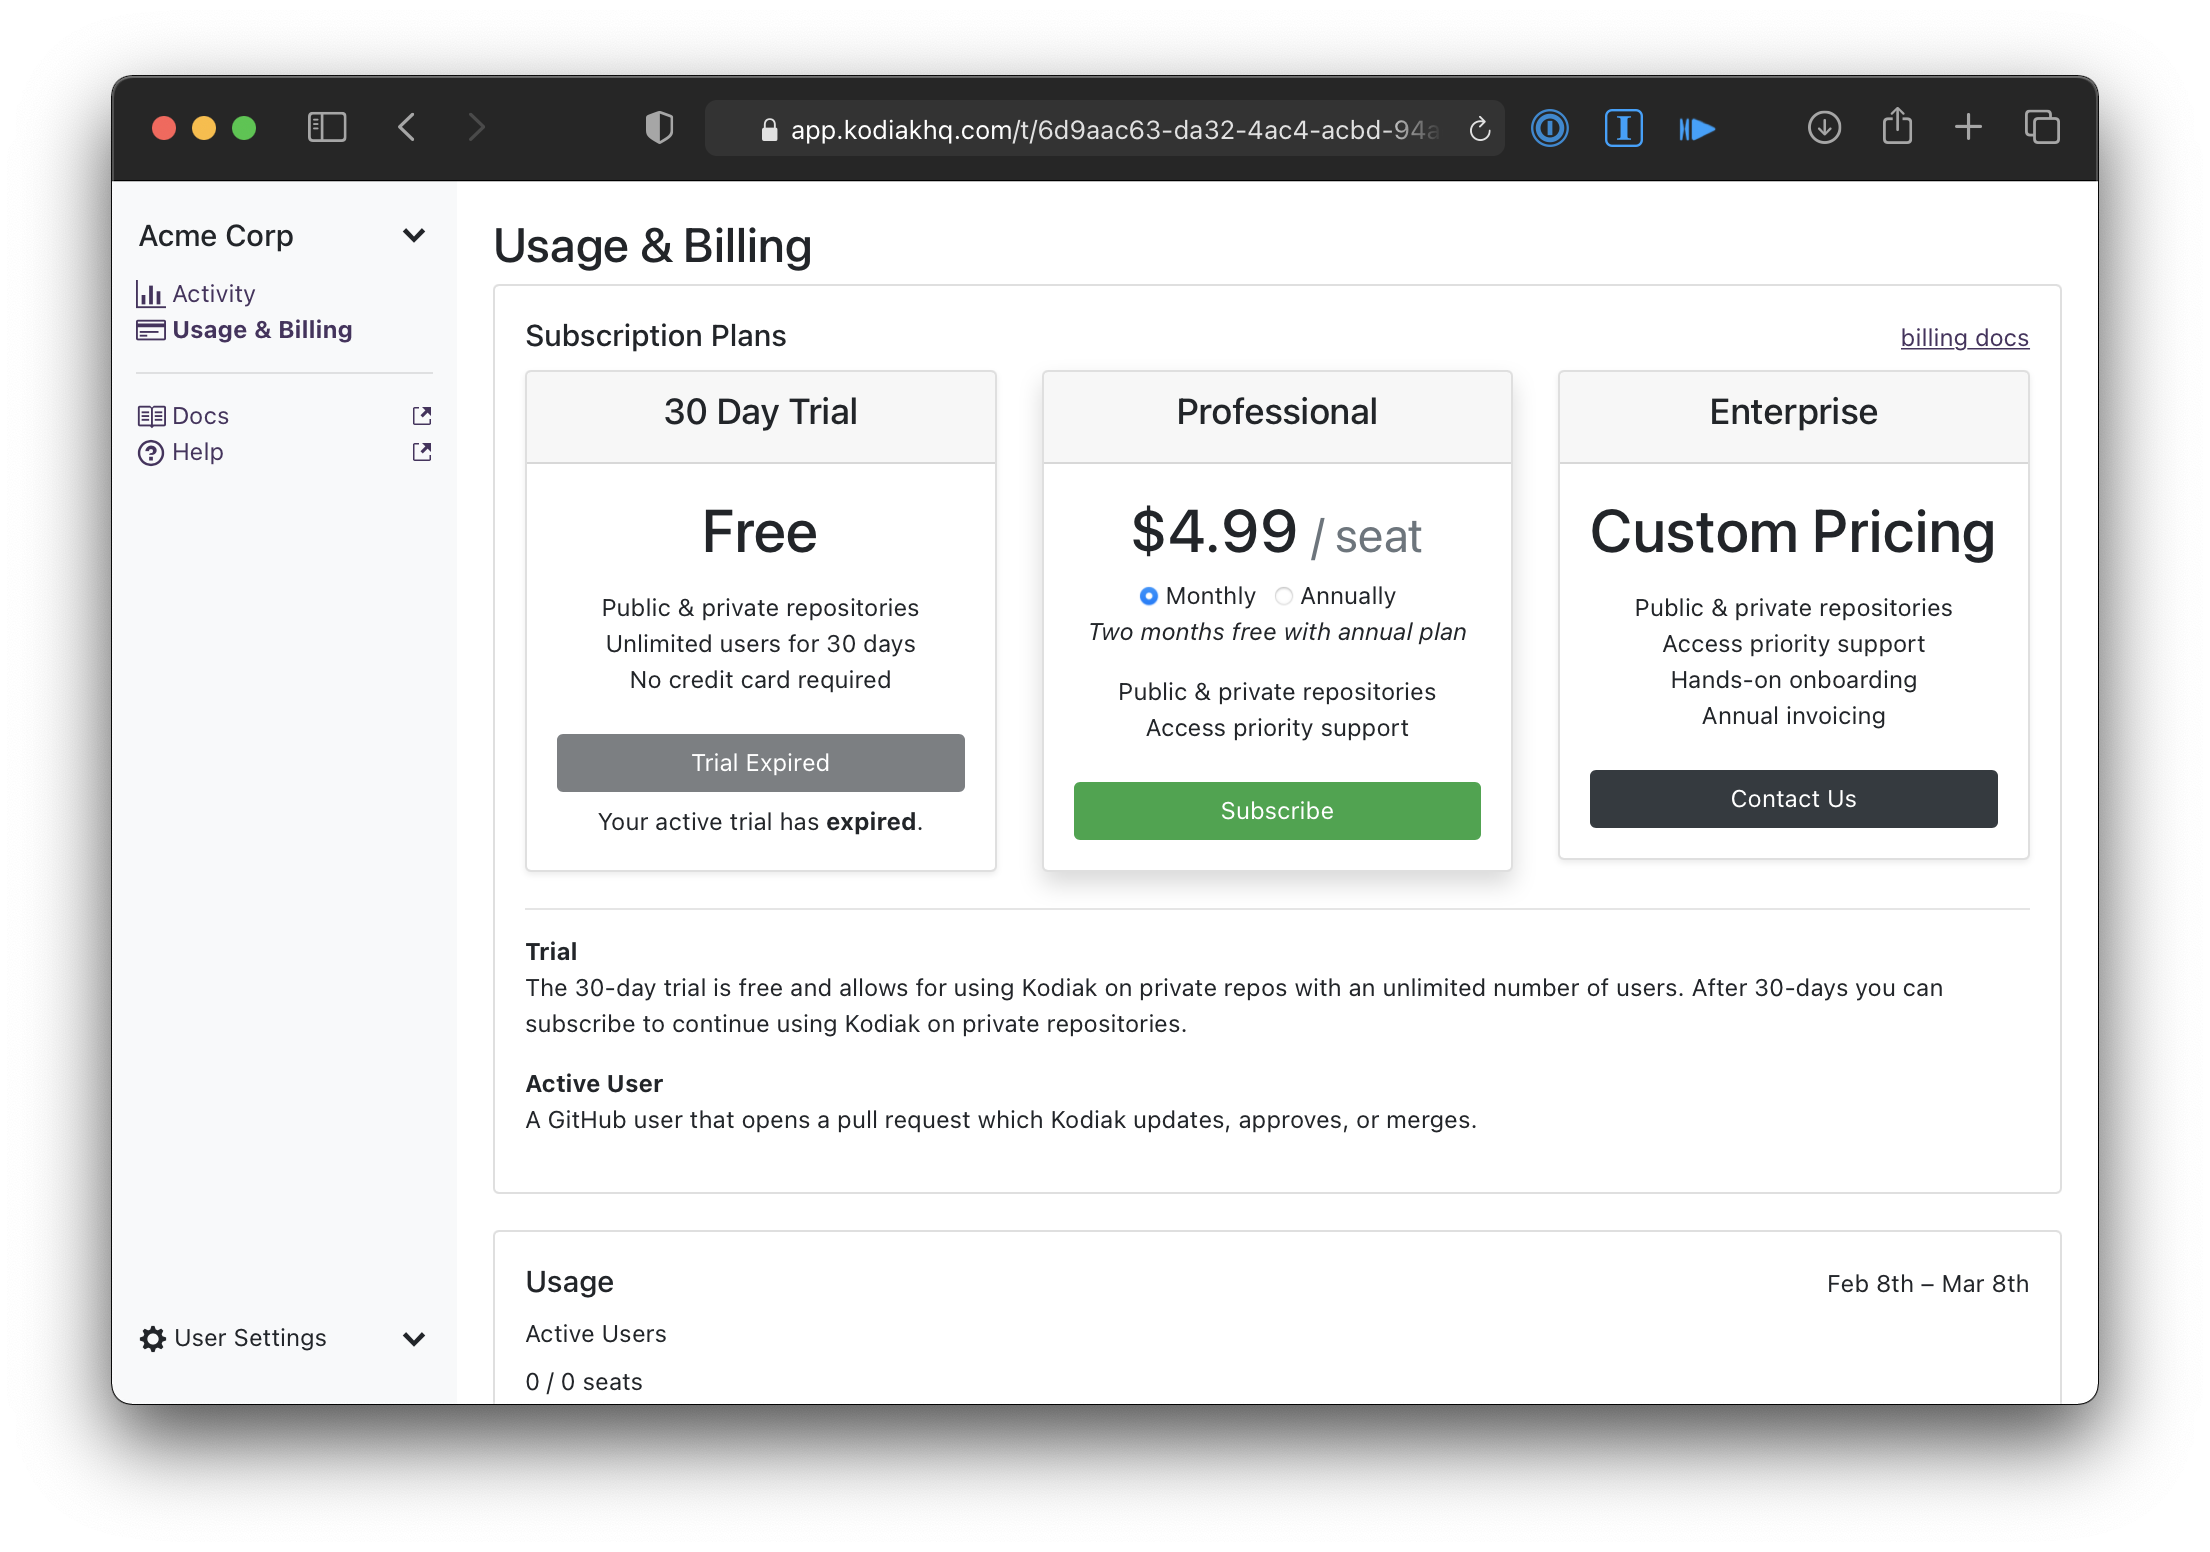 app.kodiakhq.com/t/6d9aac63-da32-4ac4-acbd-94a
Acme Corp
Activity
Usage & Billing
Docs
Help
User Settings
Usage & Billing
Subscription Plans
billing docs
30 Day Trial
Free
Public & private repositories
Unlimited users for 30 days
No credit card required
Trial Expired
Your active trial has expired.
Professional
$4.99 / seat
Monthly Annually
Two months free with annual plan
Public & private repositories
Access priority support
Subscribe
Enterprise
Custom Pricing
Public & private repositories
Access priority support
Hands-on onboarding
Annual invoicing
Contact Us
Trial
The 30-day trial is free and allows for using Kodiak on private repos with an unlimited number of users. After 30-days you can
subscribe to continue using Kodiak on private repositories.
Active User
A GitHub user that opens a pull request which Kodiak updates, approves, or merges.
Usage
Feb 8th – Mar 8th
Active Users
0 / 0 seats